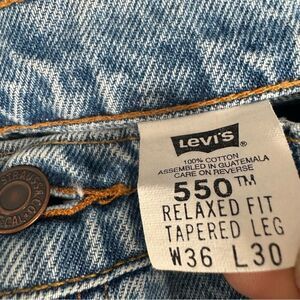 Levi's®
100% COTTON
ASSEMBLED IN GUATEMALA
CARE ON REVERSE
550™
RELAXED FIT
TAPERED LEG
W36 L30